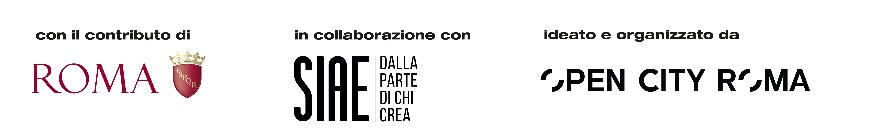 con il contributo di
ROMA
SPQR
in collaborazione con
SIAE
DALLA
PARTE
DI CHI
CREA
ideato e organizzato da
OPEN CITY ROMA